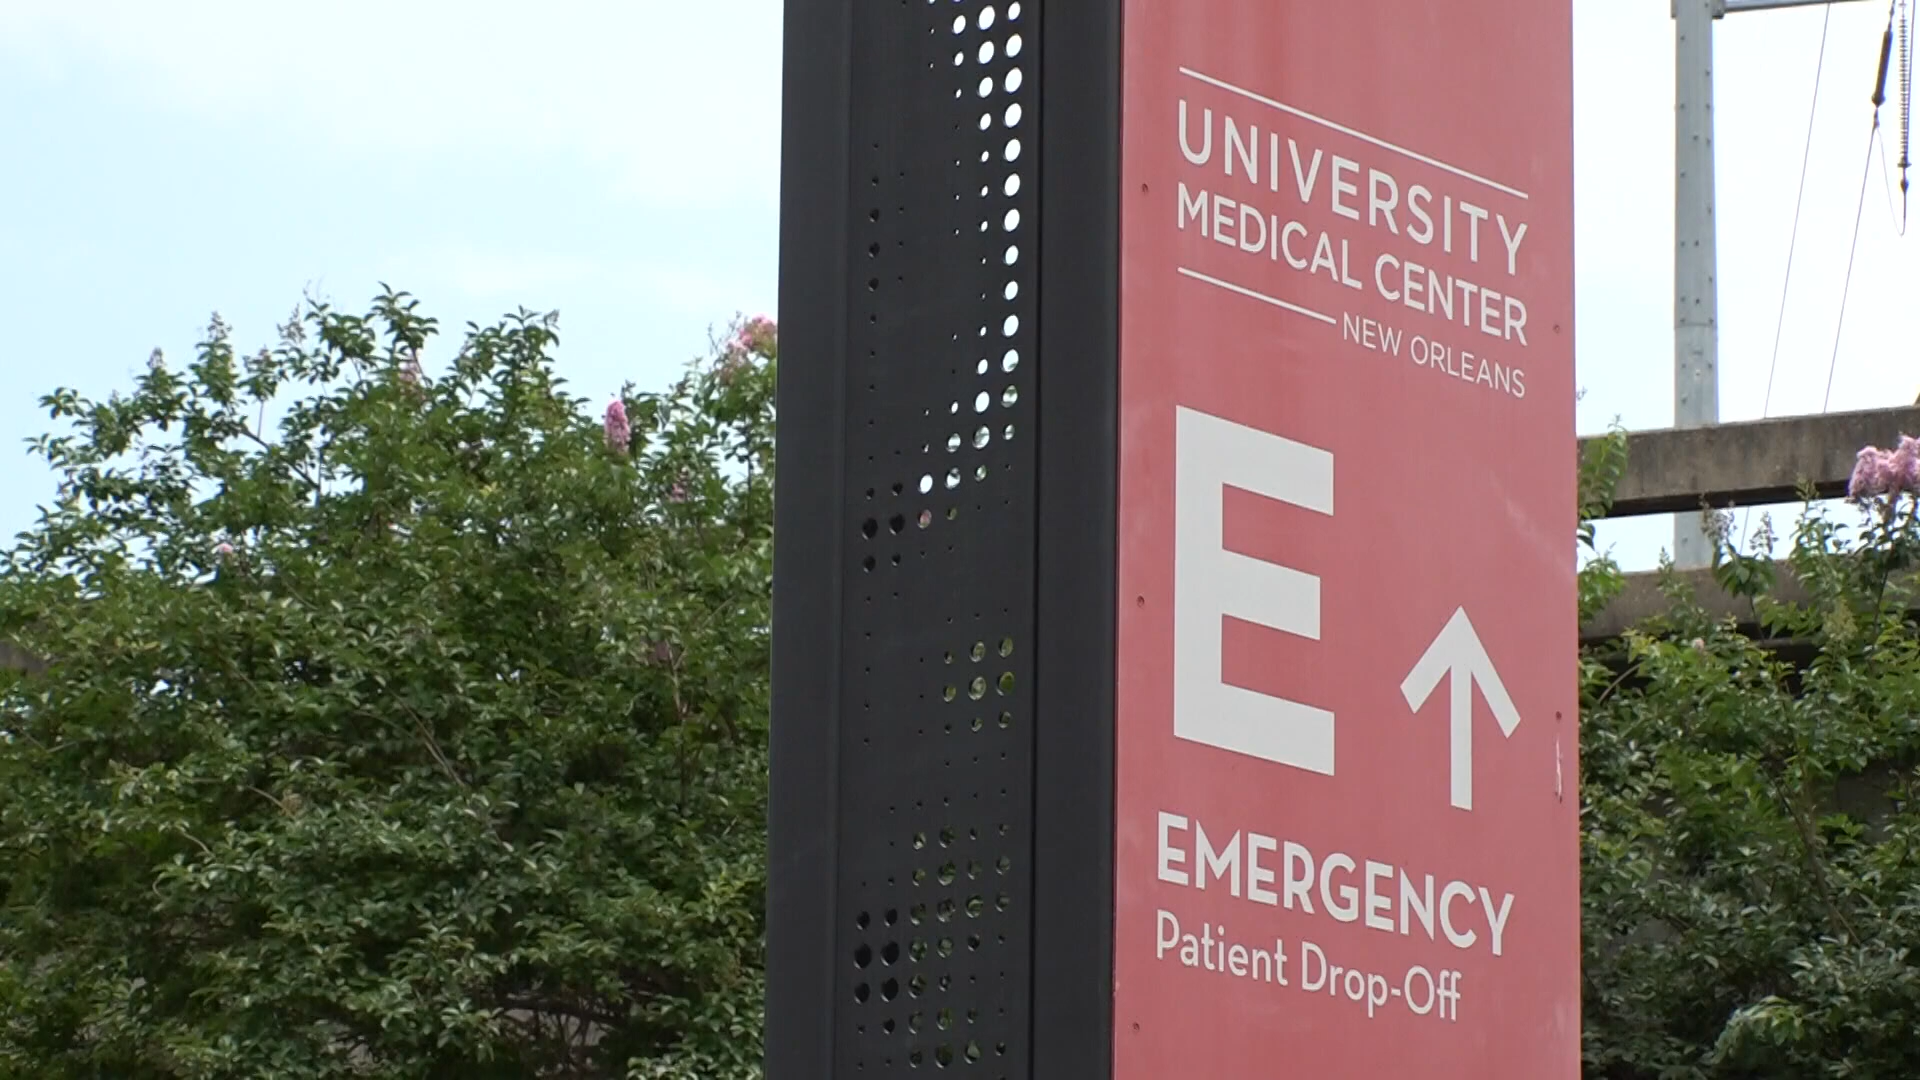 UNIVERSITY
MEDICAL CENTER
NEW ORLEANS
E
EMERGENCY
Patient Drop-Off